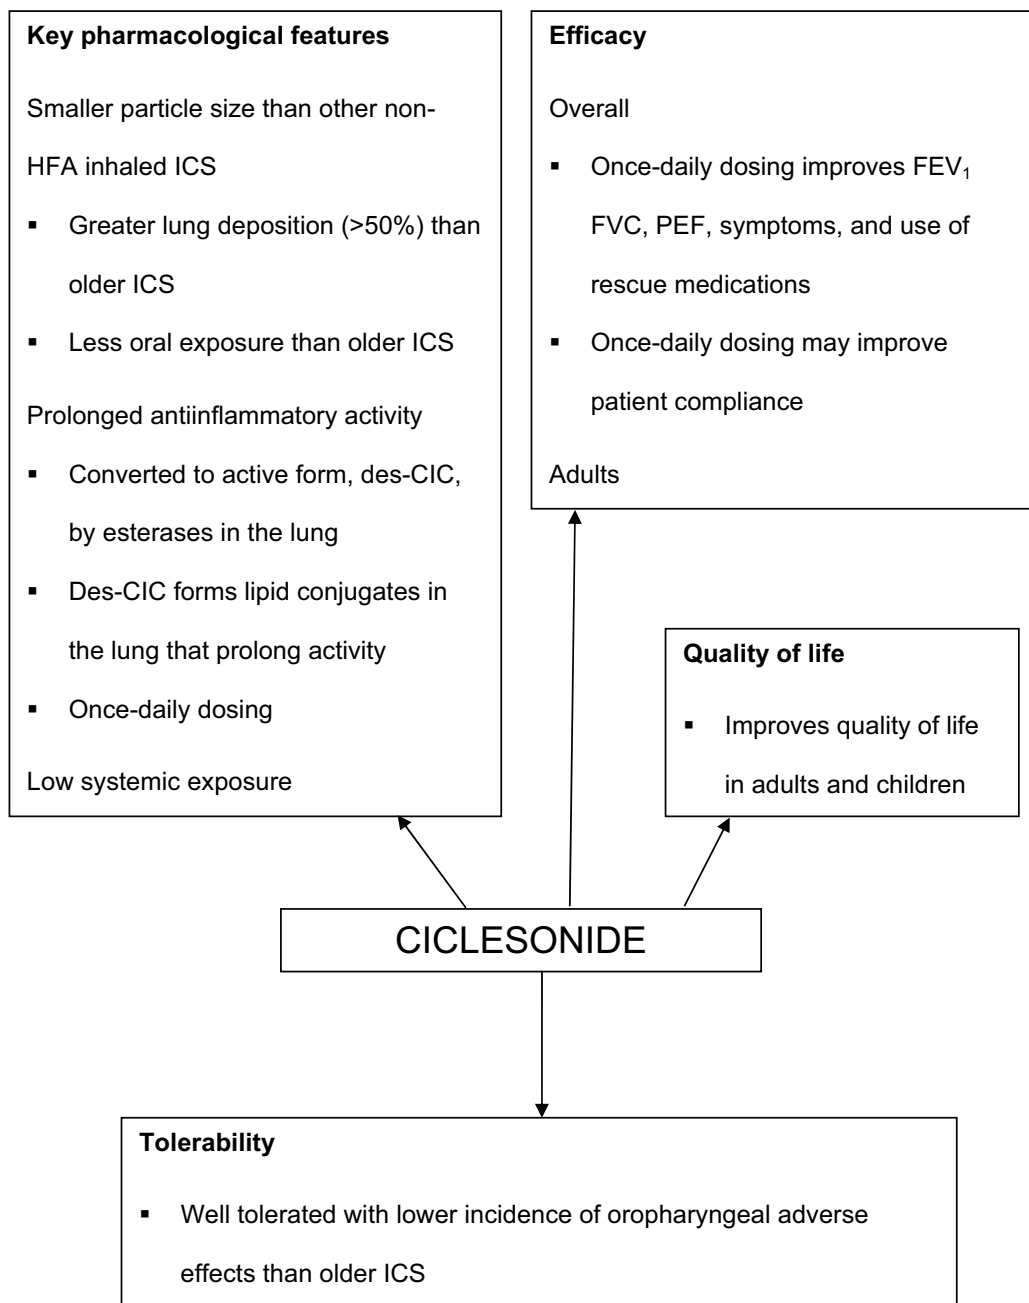 Key pharmacological features
Smaller particle size than other non-
HFA inhaled ICS
▪ Greater lung deposition (>50%) than
older ICS
▪ Less oral exposure than older ICS
Prolonged antiinflammatory activity
▪ Converted to active form, des-CIC,
by esterases in the lung
▪ Des-CIC forms lipid conjugates in
the lung that prolong activity
▪ Once-daily dosing
Low systemic exposure
Efficacy
Overall
▪ Once-daily dosing improves FEV₁
FVC, PEF, symptoms, and use of
rescue medications
▪ Once-daily dosing may improve
patient compliance
Adults
Quality of life
▪ Improves quality of life
in adults and children
CICLESONIDE
Tolerability
▪ Well tolerated with lower incidence of oropharyngeal adverse
effects than older ICS